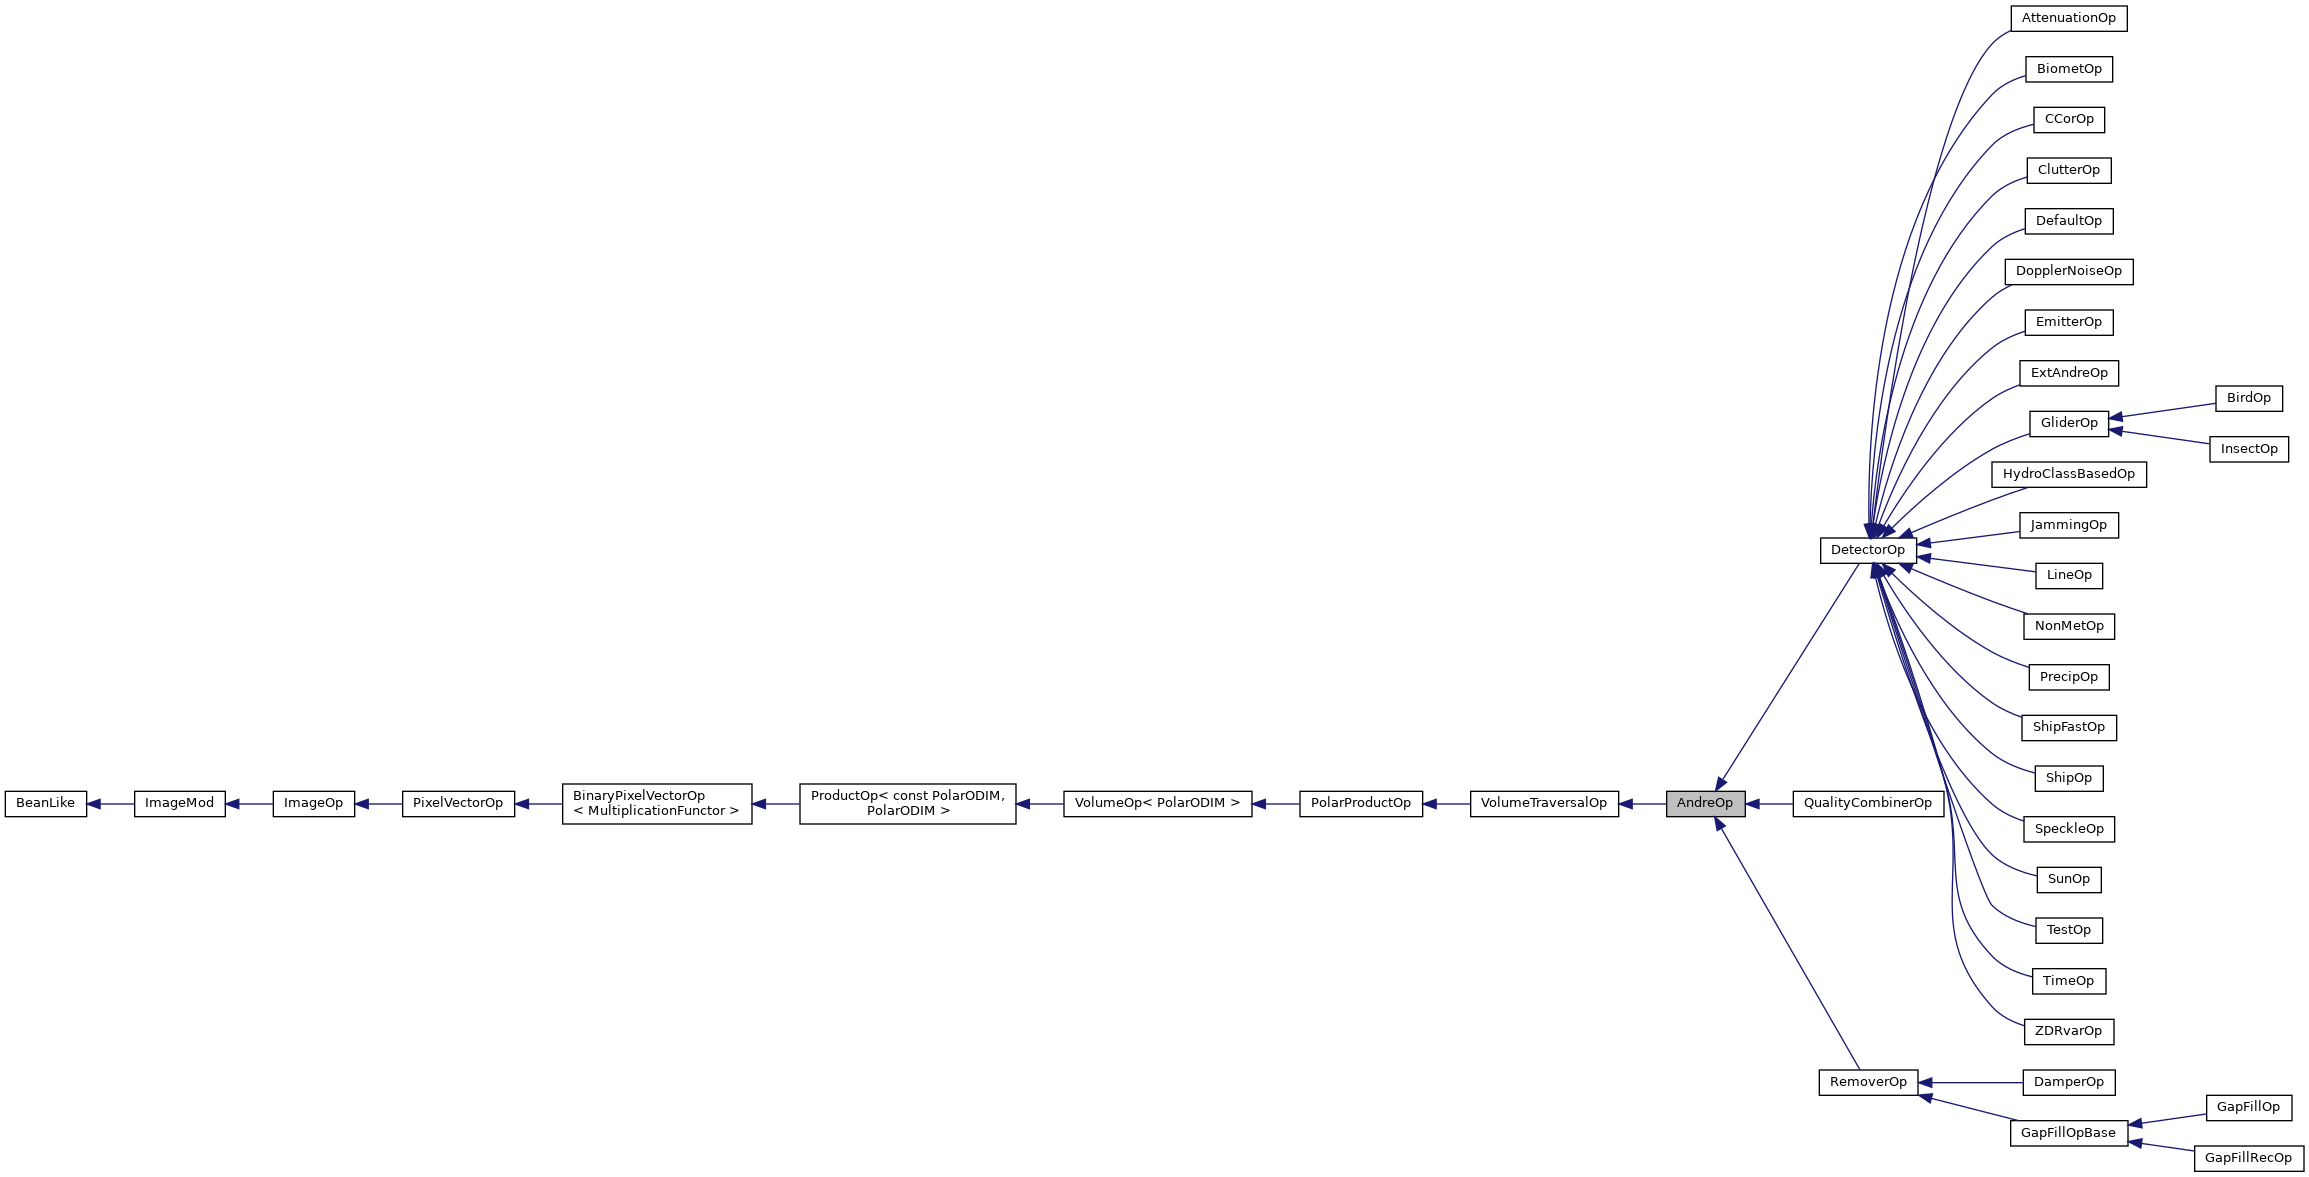 AttenuationOp
BiometOp
CCorOp
ClutterOp
DefaultOp
DopplerNoiseOp
EmitterOp
ExtAndreOp
BirdOp
GliderOp
InsectOp
HydroClassBasedOp
JammingOp
DetectorOp
LineOp
NonMetOp
PrecipOp
ShipFastOp
ShipOp
BeanLike
ImageMod
ImageOp
PixelVectorOp
BinaryPixelVectorOp
< MultiplicationFunctor >
ProductOp< const PolarODIM,
PolarODIM >
VolumeOp< PolarODIM >
PolarProductOp
VolumeTraversalOp
AndreOp
QualityCombinerOp
SpeckleOp
SunOp
TestOp
TimeOp
ZDRvarOp
RemoverOp
DamperOp
GapFillOp
GapFillOpBase
GapFillRecOp